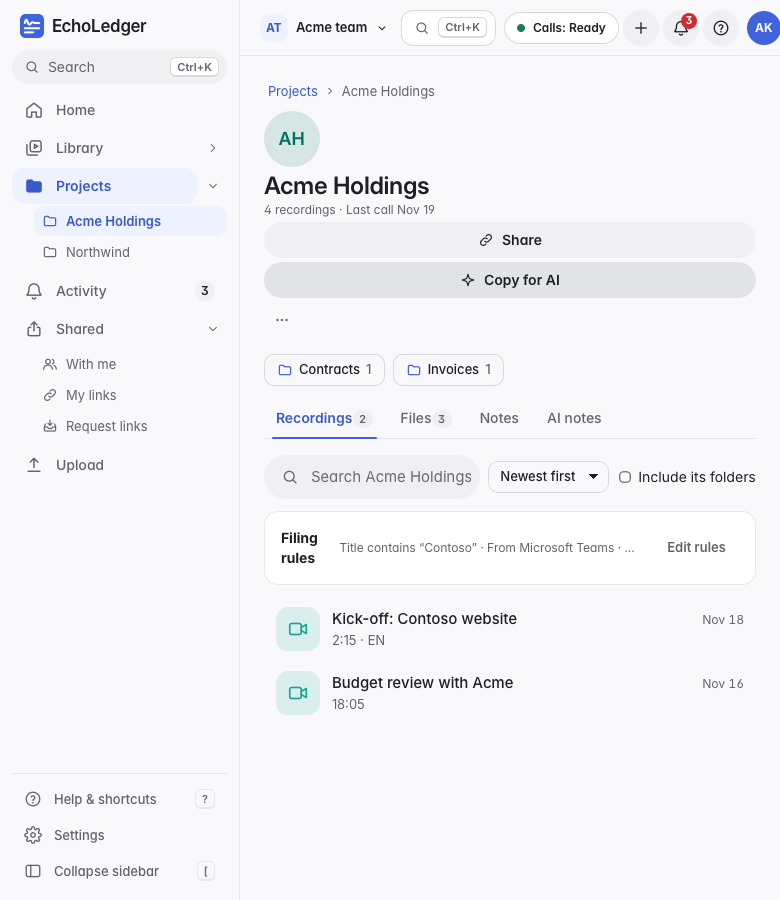 EchoLedger
Search Ctrl+K
Home
Library
Projects
Acme Holdings
Northwind
Activity 3
Shared
With me
My links
Request links
Upload
Help & shortcuts ?
Settings
Collapse sidebar [
AT Acme team Ctrl+K Calls: Ready 3 AK
Projects › Acme Holdings
AH
Acme Holdings
4 recordings · Last call Nov 19
Share
Copy for AI
...
Contracts 1 Invoices 1
Recordings 2 Files 3 Notes AI notes
Search Acme Holdings Newest first Include its folders
Filing
rules
Title contains “Contoso” · From Microsoft Teams · ... Edit rules
Kick-off: Contoso website Nov 18
2:15 · EN
Budget review with Acme Nov 16
18:05